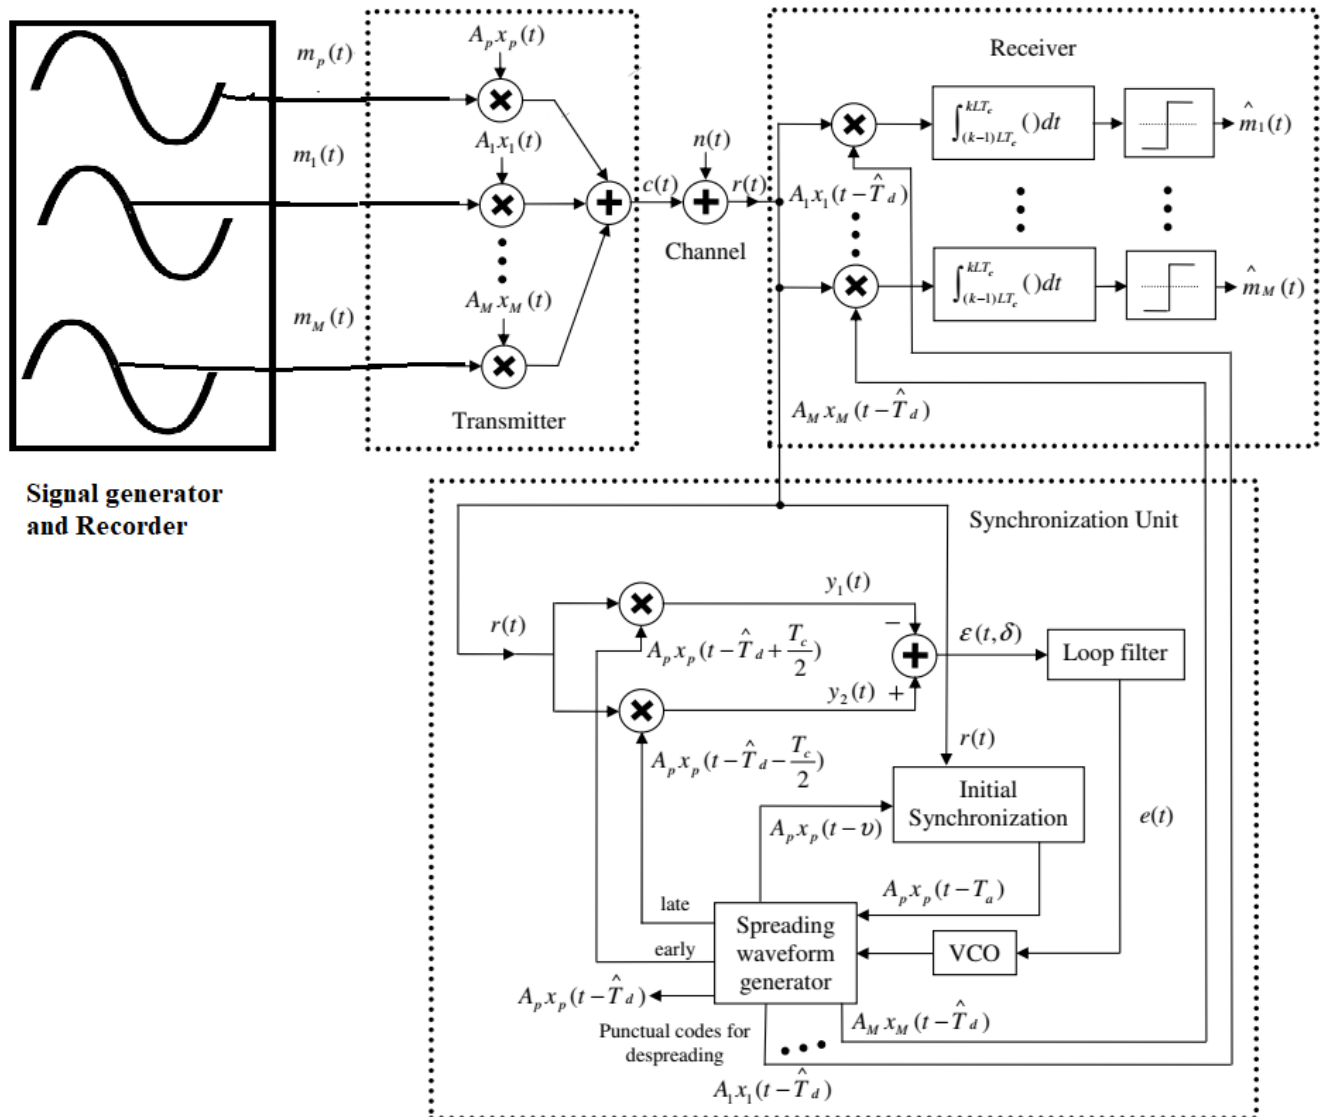 m_p(t)
A_p x_p(t)
m_1(t)
A_1 x_1(t)
m_M(t)
A_M x_M(t)
Transmitter
Signal generator
and Recorder
c(t)
n(t)
r(t)
Channel
Receiver
A_1 x_1(t - T̂_d)
∫_{(k-1)LT_c}^{kLT_c} ()dt
m̂_1(t)
∫_{(k-1)LT_c}^{kLT_c} ()dt
m̂_M(t)
A_M x_M(t - T̂_d)
Synchronization Unit
r(t)
y_1(t)
−
A_p x_p(t - T̂_d + T_c/2)
ε(t, δ)
Loop filter
y_2(t) +
A_p x_p(t - T̂_d - T_c/2)
r(t)
Initial
Synchronization
A_p x_p(t - υ)
e(t)
A_p x_p(t - T_a)
late
early
Spreading
waveform
generator
VCO
A_p x_p(t - T̂_d)
Punctual codes for
despreading
A_M x_M(t - T̂_d)
A_1 x_1(t - T̂_d)